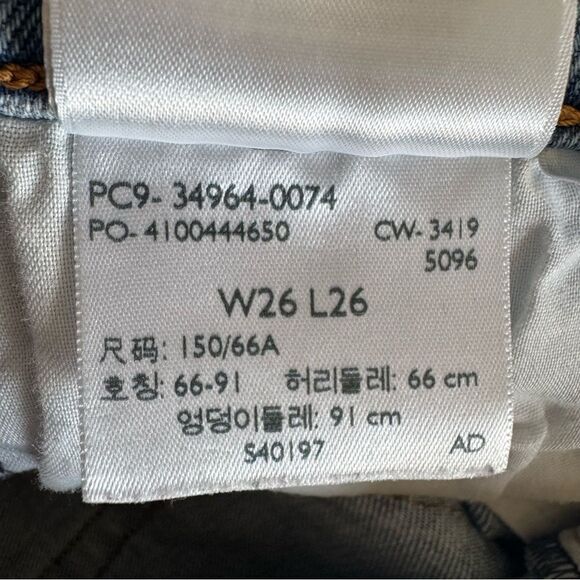 PC9- 34964-0074
PO- 4100444650 CW- 3419
5096
W26 L26
尺码: 150/66A
호칭: 66-91 허리둘레: 66 cm
엉덩이둘레: 91 cm
S40197 AD